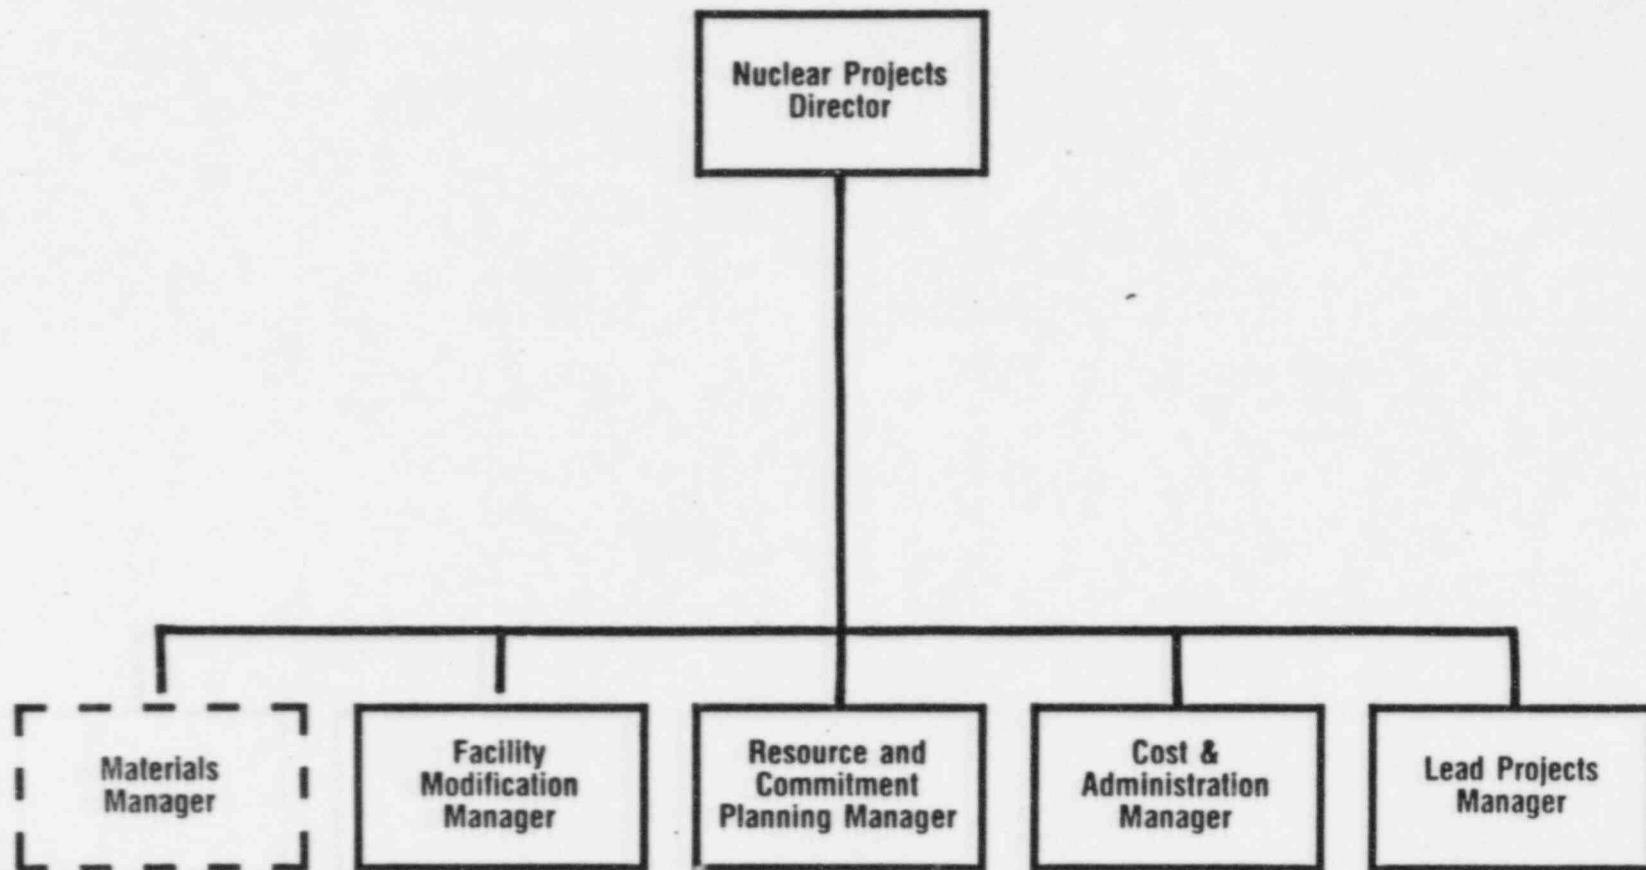 Nuclear Projects
Director
Materials
Manager
Facility
Modification
Manager
Resource and
Commitment
Planning Manager
Cost &
Administration
Manager
Lead Projects
Manager